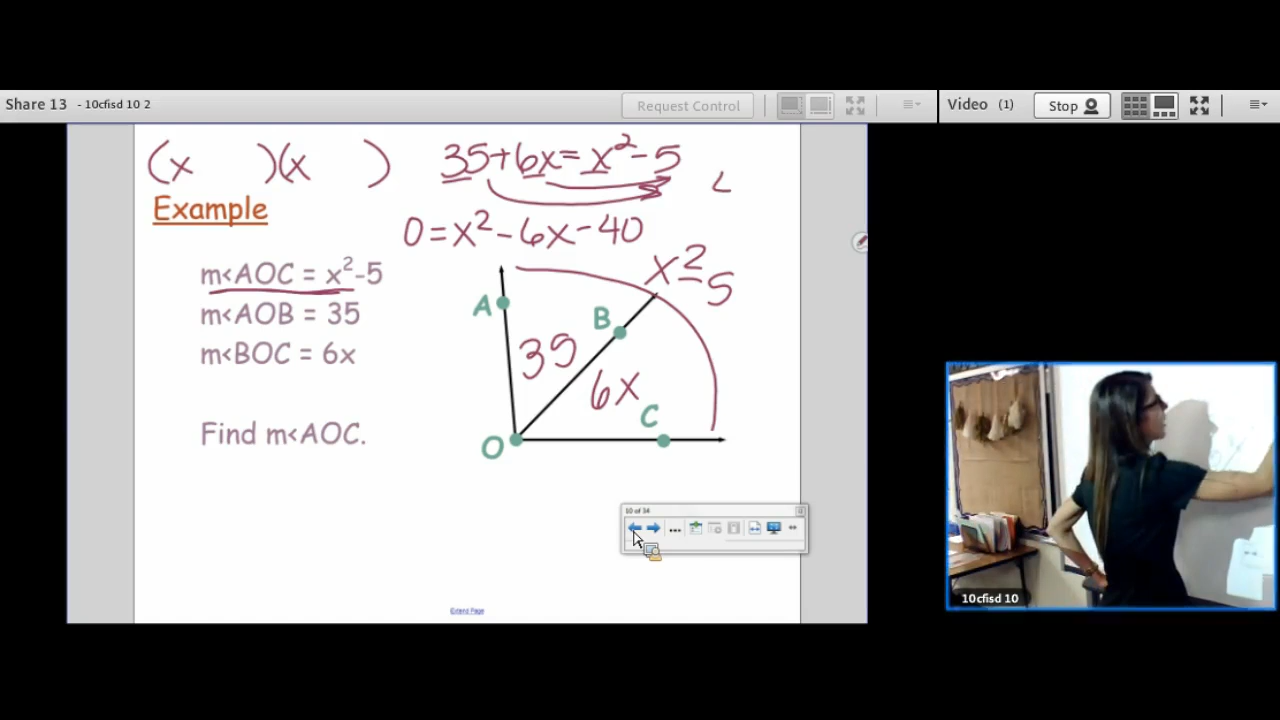 Share 13 - 10cfisd 10 2
Request Control
Video (1)
Stop
(x )(x )
35+6x=x²-5
Example
0=x²-6x-40
m<AOC = x²-5
m<AOB = 35
m<BOC = 6x
Find m<AOC.
x²-5
A
B
35
6x
C
O
10 of 34
Extend Page
10cfisd 10